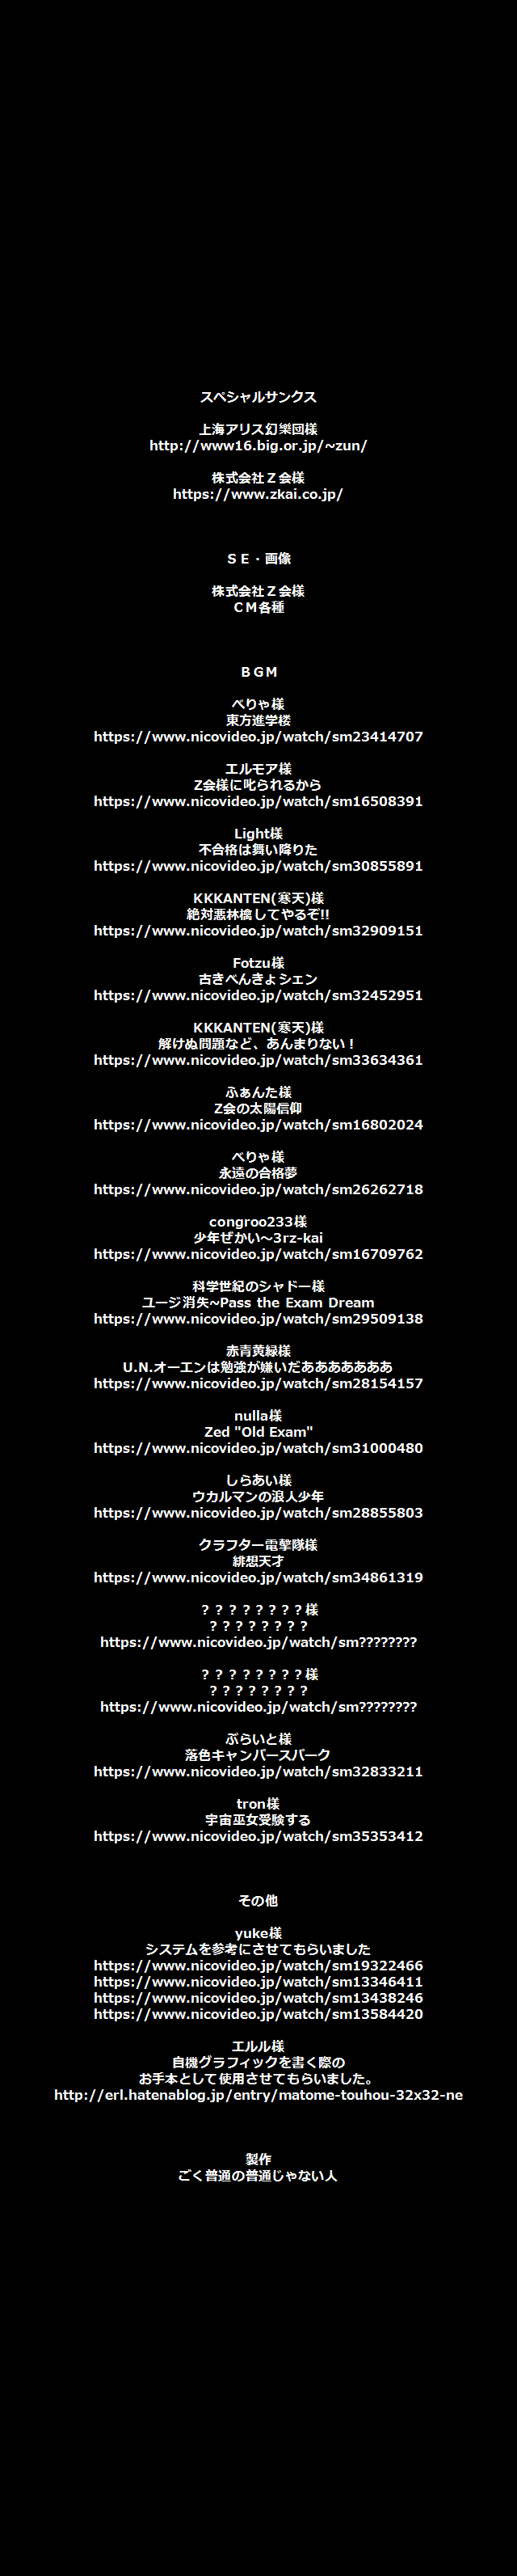 スペシャルサンクス
上海アリス幻樂団様
http://www16.big.or.jp/~zun/
株式会社Ｚ会様
https://www.zkai.co.jp/
ＳＥ・画像
株式会社Ｚ会様
ＣＭ各種
ＢＧＭ
べりゃ様
東方進学楼
https://www.nicovideo.jp/watch/sm23414707
エルモア様
Z会様に叱られるから
https://www.nicovideo.jp/watch/sm16508391
Light様
不合格は舞い降りた
https://www.nicovideo.jp/watch/sm30855891
KKKANTEN(寒天)様
絶対悪林檎してやるぞ!!
https://www.nicovideo.jp/watch/sm32909151
Fotzu様
古きべんきょシェン
https://www.nicovideo.jp/watch/sm32452951
KKKANTEN(寒天)様
解けぬ問題など、あんまりない！
https://www.nicovideo.jp/watch/sm33634361
ふぁんた様
Z会の太陽信仰
https://www.nicovideo.jp/watch/sm16802024
べりゃ様
永遠の合格夢
https://www.nicovideo.jp/watch/sm26262718
congroo233様
少年ぜかい～3rz-kai
https://www.nicovideo.jp/watch/sm16709762
科学世紀のシャドー様
ユージ消失~Pass the Exam Dream
https://www.nicovideo.jp/watch/sm29509138
赤青黄緑様
U.N.オーエンは勉強が嫌いだあああああああ
https://www.nicovideo.jp/watch/sm28154157
nulla様
Zed "Old Exam"
https://www.nicovideo.jp/watch/sm31000480
しらあい様
ウカルマンの浪人少年
https://www.nicovideo.jp/watch/sm28855803
クラフター電撃隊様
緋想天才
https://www.nicovideo.jp/watch/sm34861319
？？？？？？？？様
？？？？？？？？
https://www.nicovideo.jp/watch/sm????????
？？？？？？？？様
？？？？？？？？
https://www.nicovideo.jp/watch/sm????????
ぶらいと様
落色キャンバースパーク
https://www.nicovideo.jp/watch/sm32833211
tron様
宇宙巫女受験する
https://www.nicovideo.jp/watch/sm35353412
その他
yuke様
システムを参考にさせてもらいました
https://www.nicovideo.jp/watch/sm19322466
https://www.nicovideo.jp/watch/sm13346411
https://www.nicovideo.jp/watch/sm13438246
https://www.nicovideo.jp/watch/sm13584420
エルル様
自機グラフィックを書く際の
お手本として使用させてもらいました。
http://erl.hatenablog.jp/entry/matome-touhou-32x32-ne
製作
ごく普通の普通じゃない人